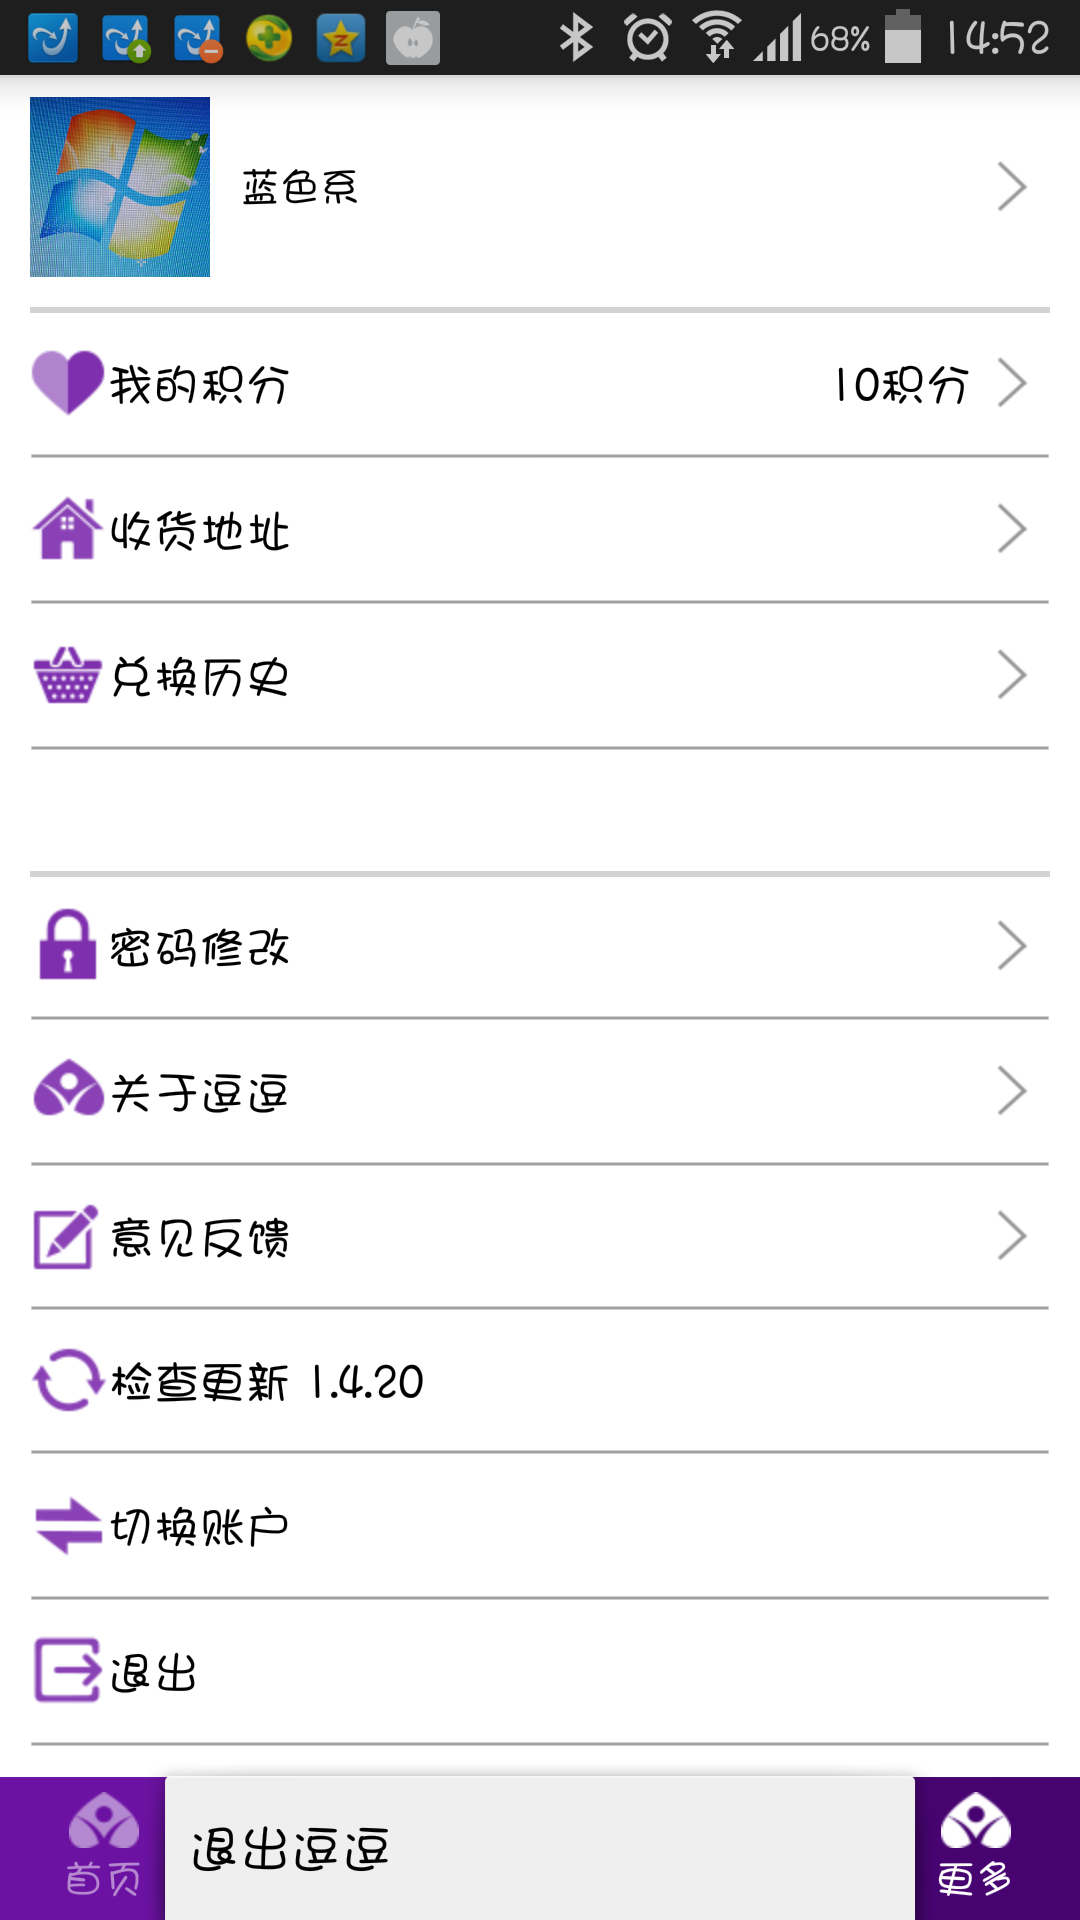 68% 14:52
蓝色系
我的积分 10积分
收货地址
兑换历史
密码修改
关于逗逗
意见反馈
检查更新 1.4.20
切换账户
退出
退出逗逗
首页 更多